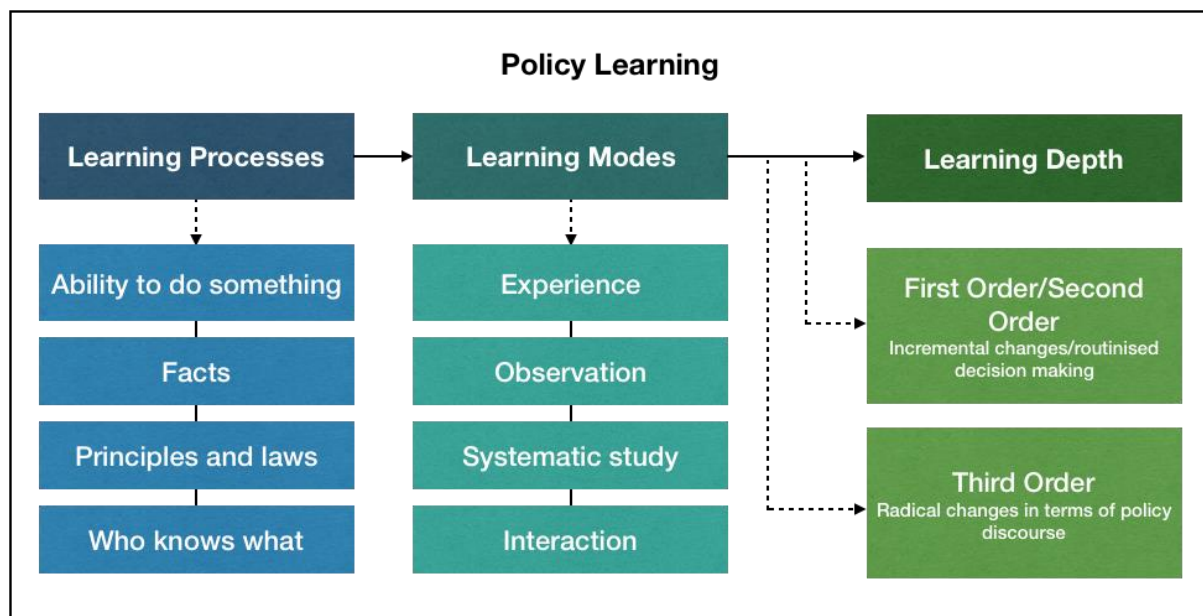 Policy Learning
Learning Processes
Learning Modes
Learning Depth
Ability to do something
Facts
Principles and laws
Who knows what
Experience
Observation
Systematic study
Interaction
First Order/Second
Order
Incremental changes/routinised
decision making
Third Order
Radical changes in terms of policy
discourse